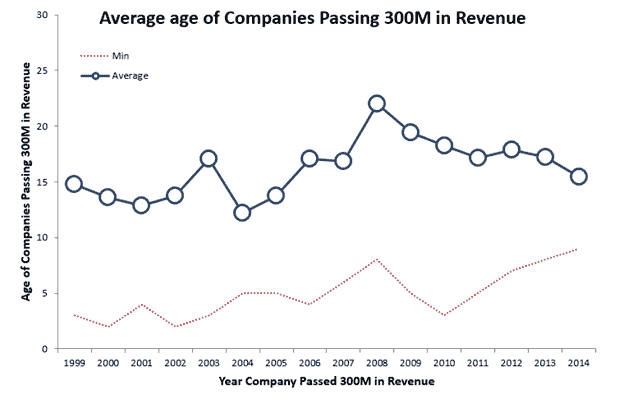 Average age of Companies Passing 300M in Revenue
30
25
20
15
10
5
0
Age of Companies Passing 300M in Revenue
Min
Average
1999 2000 2001 2002 2003 2004 2005 2006 2007 2008 2009 2010 2011 2012 2013 2014
Year Company Passed 300M in Revenue